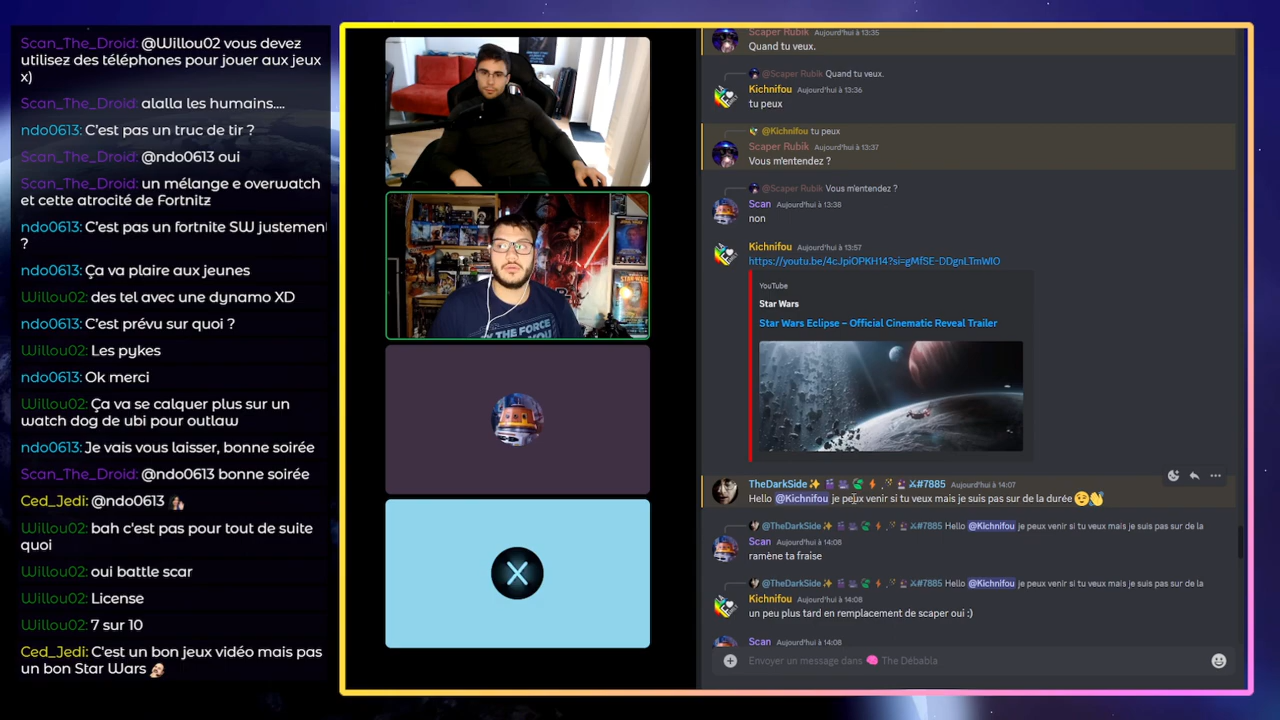 Scan_The_Droid: @Willou02 vous devez
utilisez des téléphones pour jouer aux jeux
x)
Scan_The_Droid: alalla les humains....
ndo0613: C'est pas un truc de tir ?
Scan_The_Droid: @ndo0613 oui
Scan_The_Droid: un mélange e overwatch
et cette atrocité de Fortnitz
ndo0613: C'est pas un fortnite SW justement
?
ndo0613: Ça va plaire aux jeunes
Willou02: des tel avec une dynamo XD
ndo0613: C'est prévu sur quoi ?
Willou02: Les pykes
ndo0613: Ok merci
Willou02: Ça va se calquer plus sur un
watch dog de ubi pour outlaw
ndo0613: Je vais vous laisser, bonne soirée
Scan_The_Droid: @ndo0613 bonne soirée
Ced_Jedi: @ndo0613
Willou02: bah c'est pas pour tout de suite
quoi
Willou02: oui battle scar
Willou02: License
Willou02: 7 sur 10
Ced_Jedi: C'est un bon jeux vidéo mais pas
un bon Star Wars
THE FORCE
X
Scaper Rubik Aujourd'hui à 13:35
Quand tu veux.
@Scaper Rubik Quand tu veux.
Kichnifou Aujourd'hui à 13:36
tu peux
@Kichnifou tu peux
Scaper Rubik Aujourd'hui à 13:37
Vous m'entendez ?
@Scaper Rubik Vous m'entendez ?
Scan Aujourd'hui à 13:38
non
Kichnifou Aujourd'hui à 13:57
https://youtu.be/4cJpiOPKH14?si=gMfSE-DDgnLTmWIO
YouTube
Star Wars
Star Wars Eclipse – Official Cinematic Reveal Trailer
TheDarkSide #7885 Aujourd'hui à 14:07
Hello @Kichnifou je peux venir si tu veux mais je suis pas sur de la durée
@TheDarkSide #7885 Hello @Kichnifou je peux venir si tu veux mais je suis pas sur de la
Scan Aujourd'hui à 14:08
ramène ta fraise
@TheDarkSide #7885 Hello @Kichnifou je peux venir si tu veux mais je suis pas sur de la
Kichnifou Aujourd'hui à 14:08
un peu plus tard en remplacement de scaper oui :)
Scan Aujourd'hui à 14:08
Envoyer un message dans The Débabla